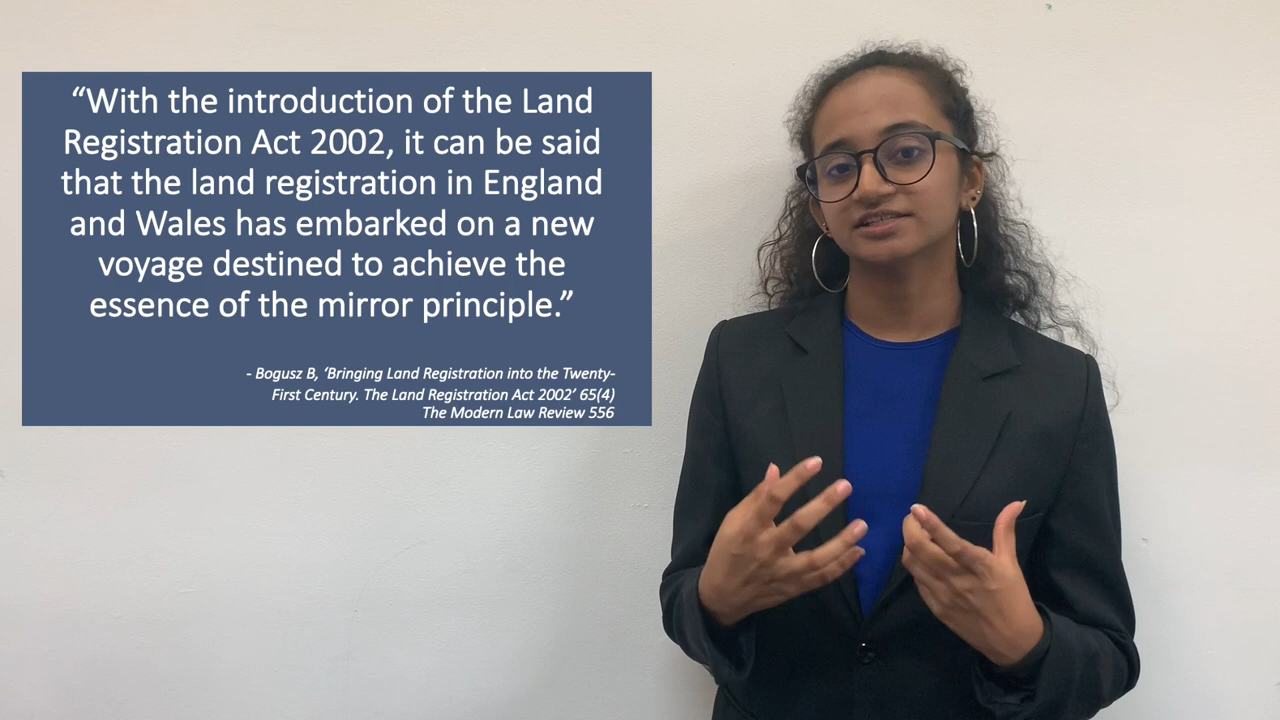 “With the introduction of the Land
Registration Act 2002, it can be said
that the land registration in England
and Wales has embarked on a new
voyage destined to achieve the
essence of the mirror principle.”
- Bogusz B, ‘Bringing Land Registration into the Twenty-
First Century. The Land Registration Act 2002’ 65(4)
The Modern Law Review 556